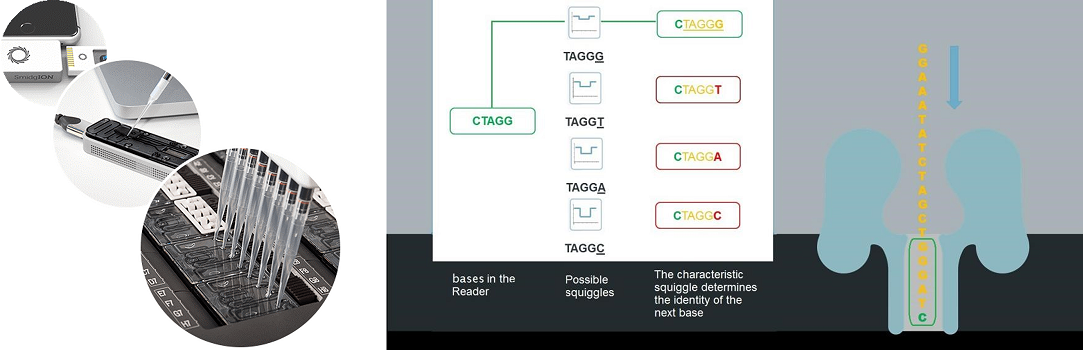 SmidgION
CTAGG
TAGGG
TAGGT
TAGGA
TAGGC
CTAGGG
CTAGGT
CTAGGA
CTAGGC
bases in the
Reader
Possible
squiggles
The characteristic
squiggle determines
the identity of the
next base
G
G
A
A
A
T
A
T
C
T
A
G
C
T
G
G
A
T
C